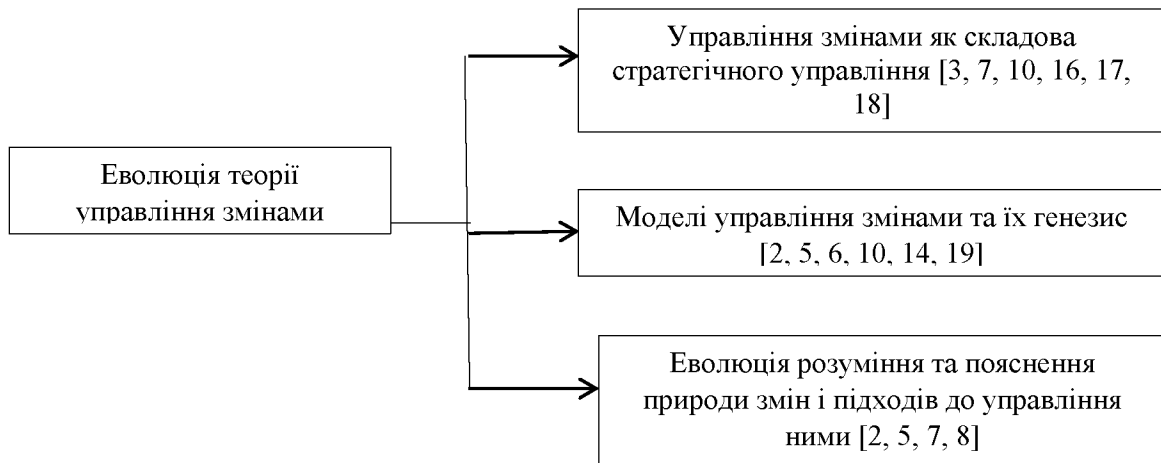 Управління змінами як складова
стратегічного управління [3, 7, 10, 16, 17,
18]
Еволюція теорії
управління змінами
Моделі управління змінами та їх генезис
[2, 5, 6, 10, 14, 19]
Еволюція розуміння та пояснення
природи змін і підходів до управління
ними [2, 5, 7, 8]